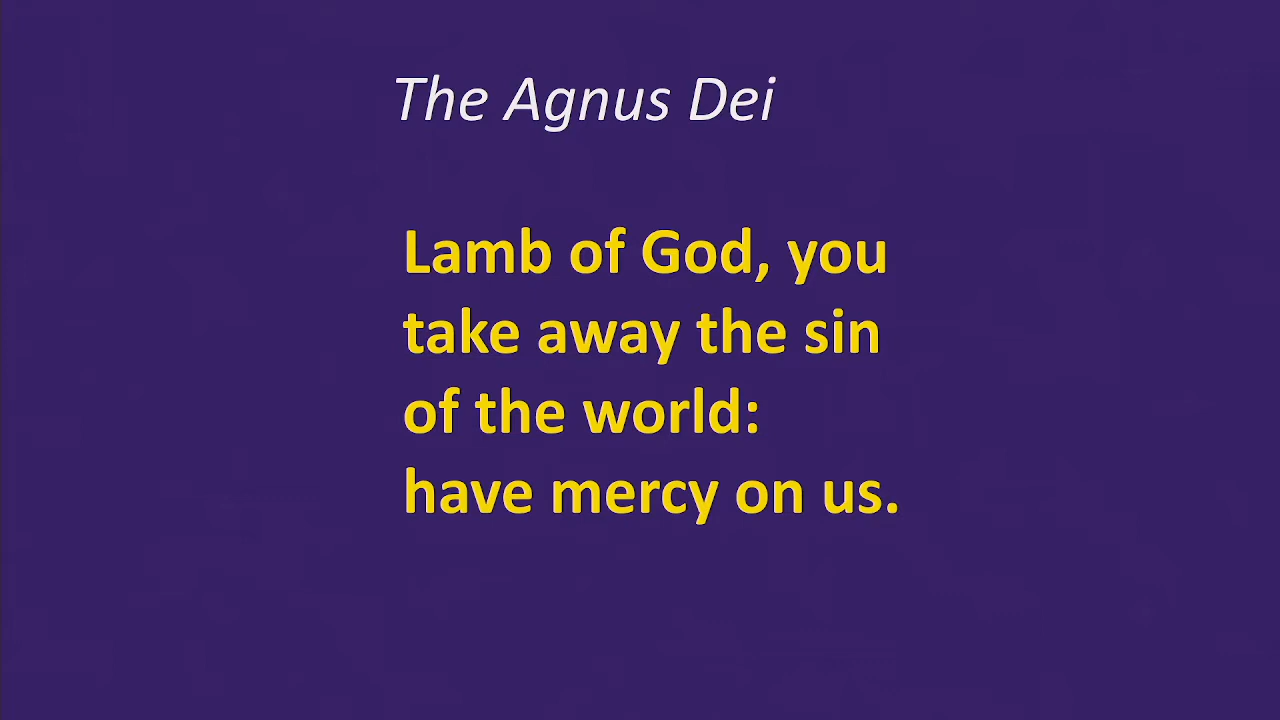 The Agnus Dei
Lamb of God, you
take away the sin
of the world:
have mercy on us.